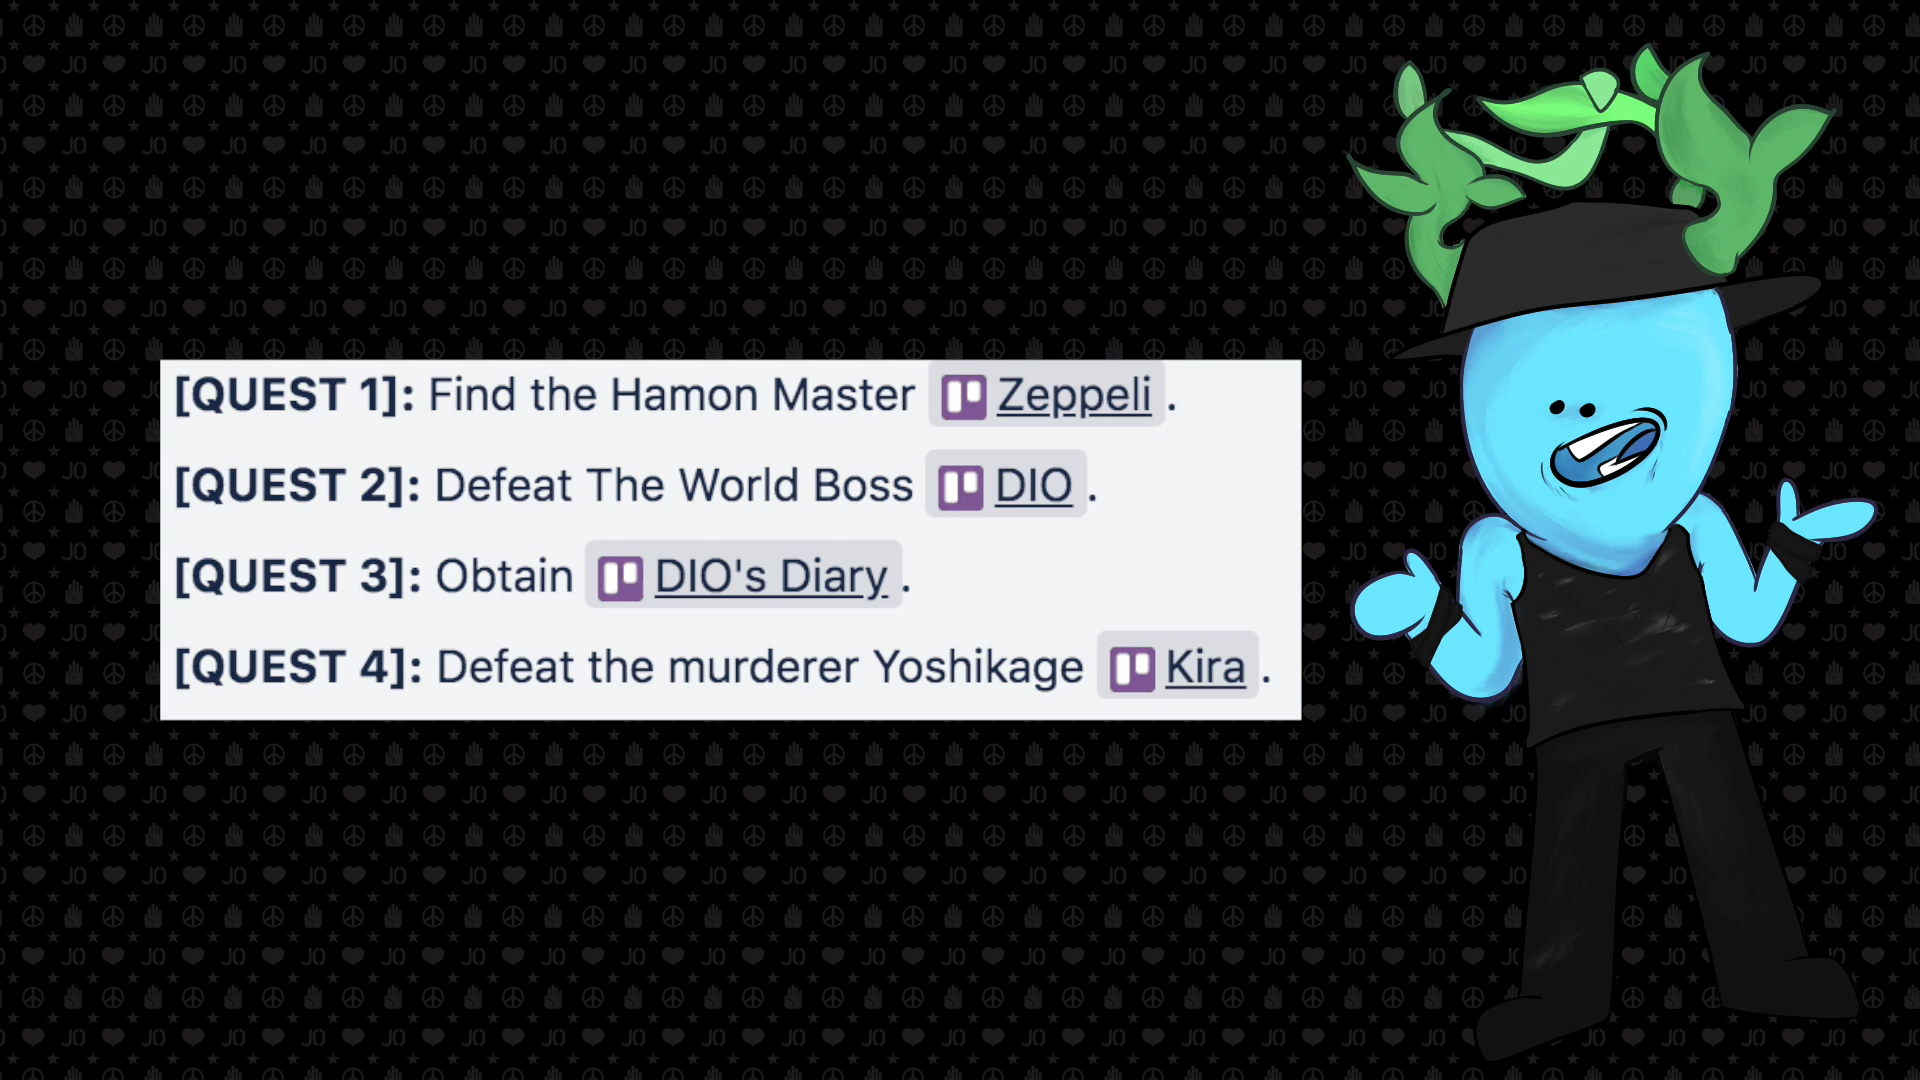 [QUEST 1]: Find the Hamon Master Zeppeli .
[QUEST 2]: Defeat The World Boss DIO .
[QUEST 3]: Obtain DIO's Diary .
[QUEST 4]: Defeat the murderer Yoshikage Kira .